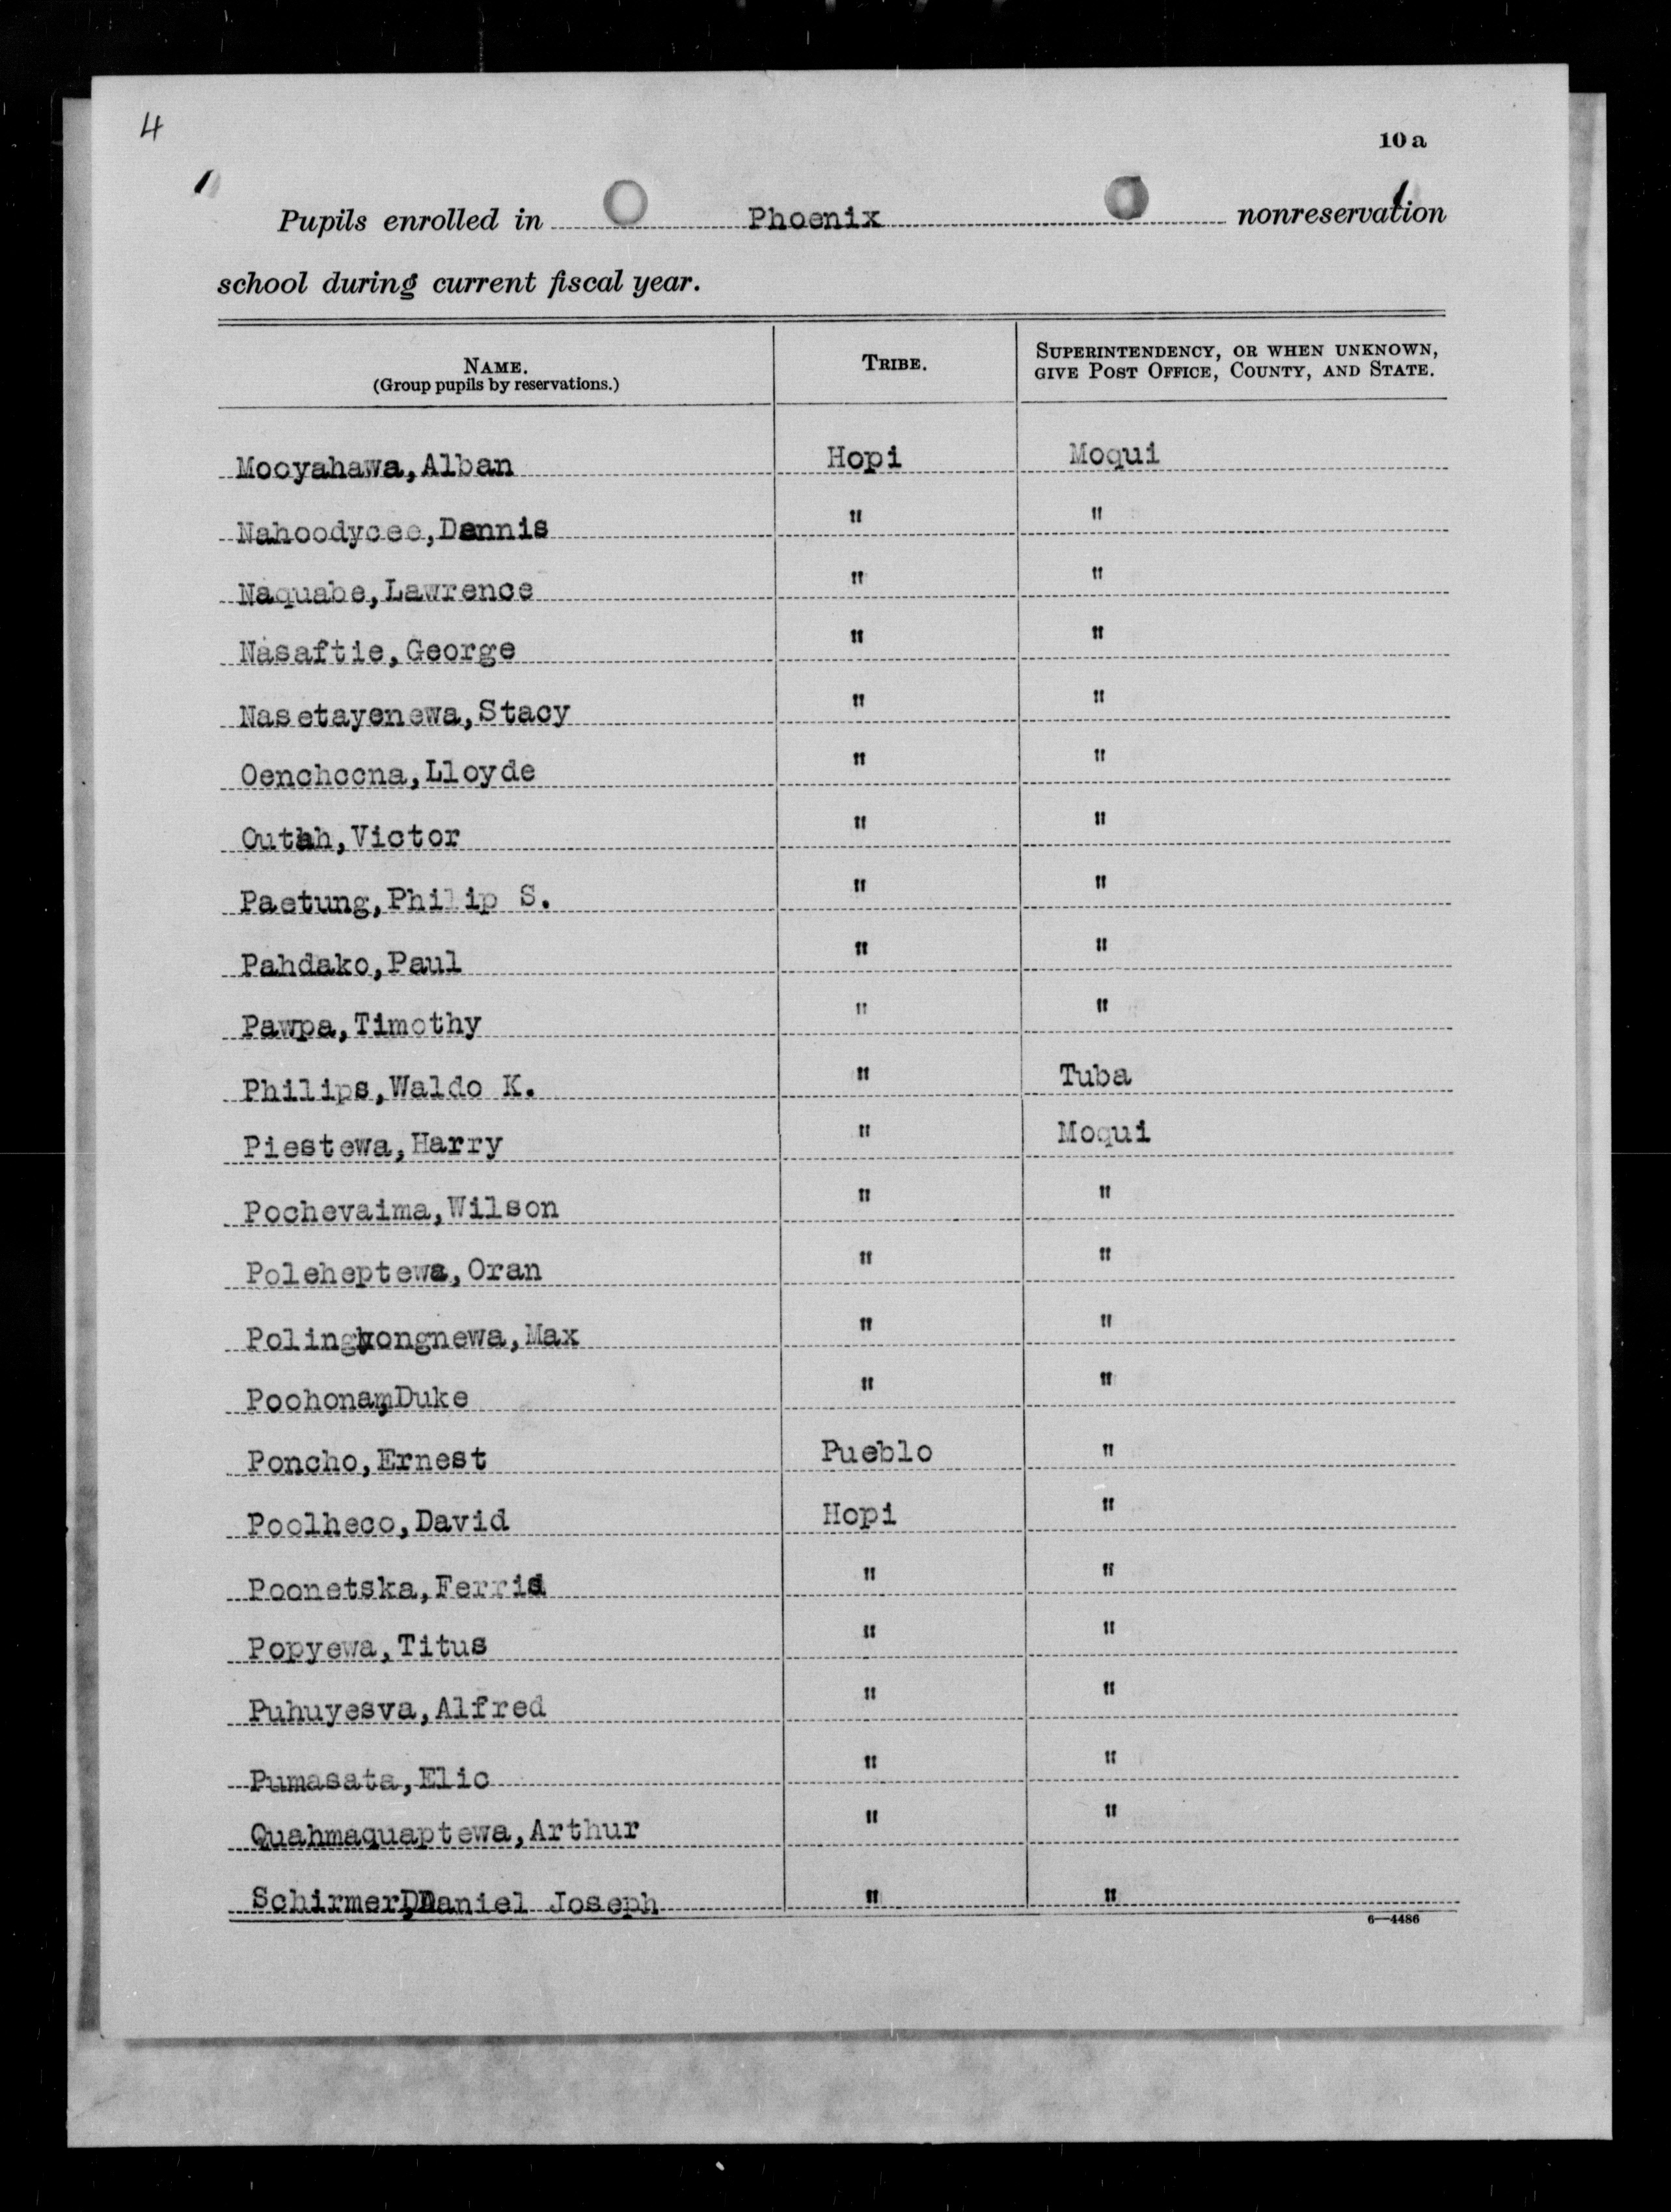 4
10 a
Pupils enrolled in Phoenix nonreservation
school during current fiscal year.
NAME. TRIBE. SUPERINTENDENCY, OR WHEN UNKNOWN,
(Group pupils by reservations.) GIVE POST OFFICE, COUNTY, AND STATE.
Mooyahawa,Alban Hopi Moqui
Nahoodycee,Dennis " "
Naquabe,Lawrence " "
Nasaftie,George " "
Nasetayenewa,Stacy " "
Oenchoona,Lloyde " "
Outah,Victor " "
Paetung,Philip S. " "
Pahdako,Paul " "
Pawpa,Timothy " "
Philips,Waldo K. " Tuba
Piestewa,Harry " Moqui
Pochevaima,Wilson " "
Poleheptewa,Oran " "
Polingyongnewa,Max " "
Poohonam,Duke " "
Poncho,Ernest Pueblo "
Poolheco,David Hopi "
Poonetska,Ferris " "
Popyewa,Titus " "
Puhuyesva,Alfred " "
Pumasata,Elic " "
Quahmaquaptewa,Arthur " "
Schirmer,Daniel Joseph " "
6—4486